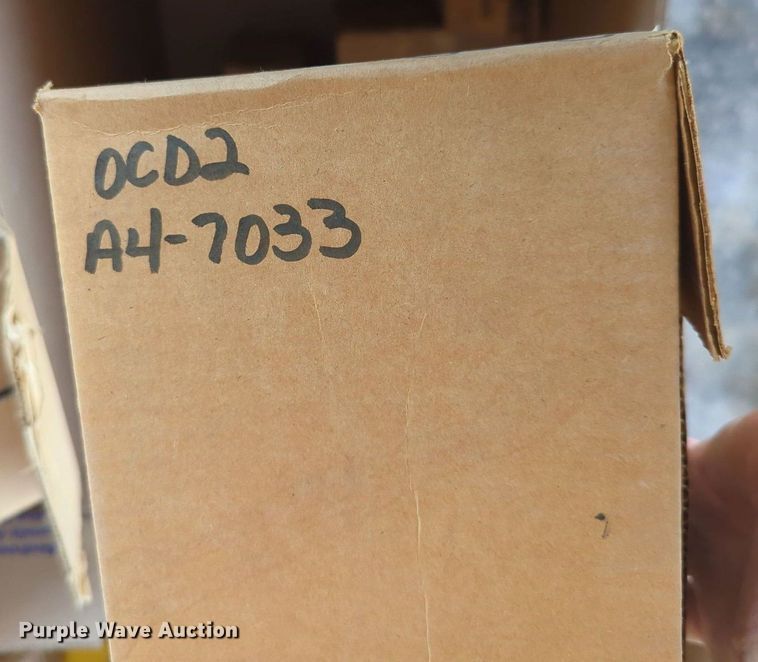 OCD2
A4-7033
Purple Wave Auction